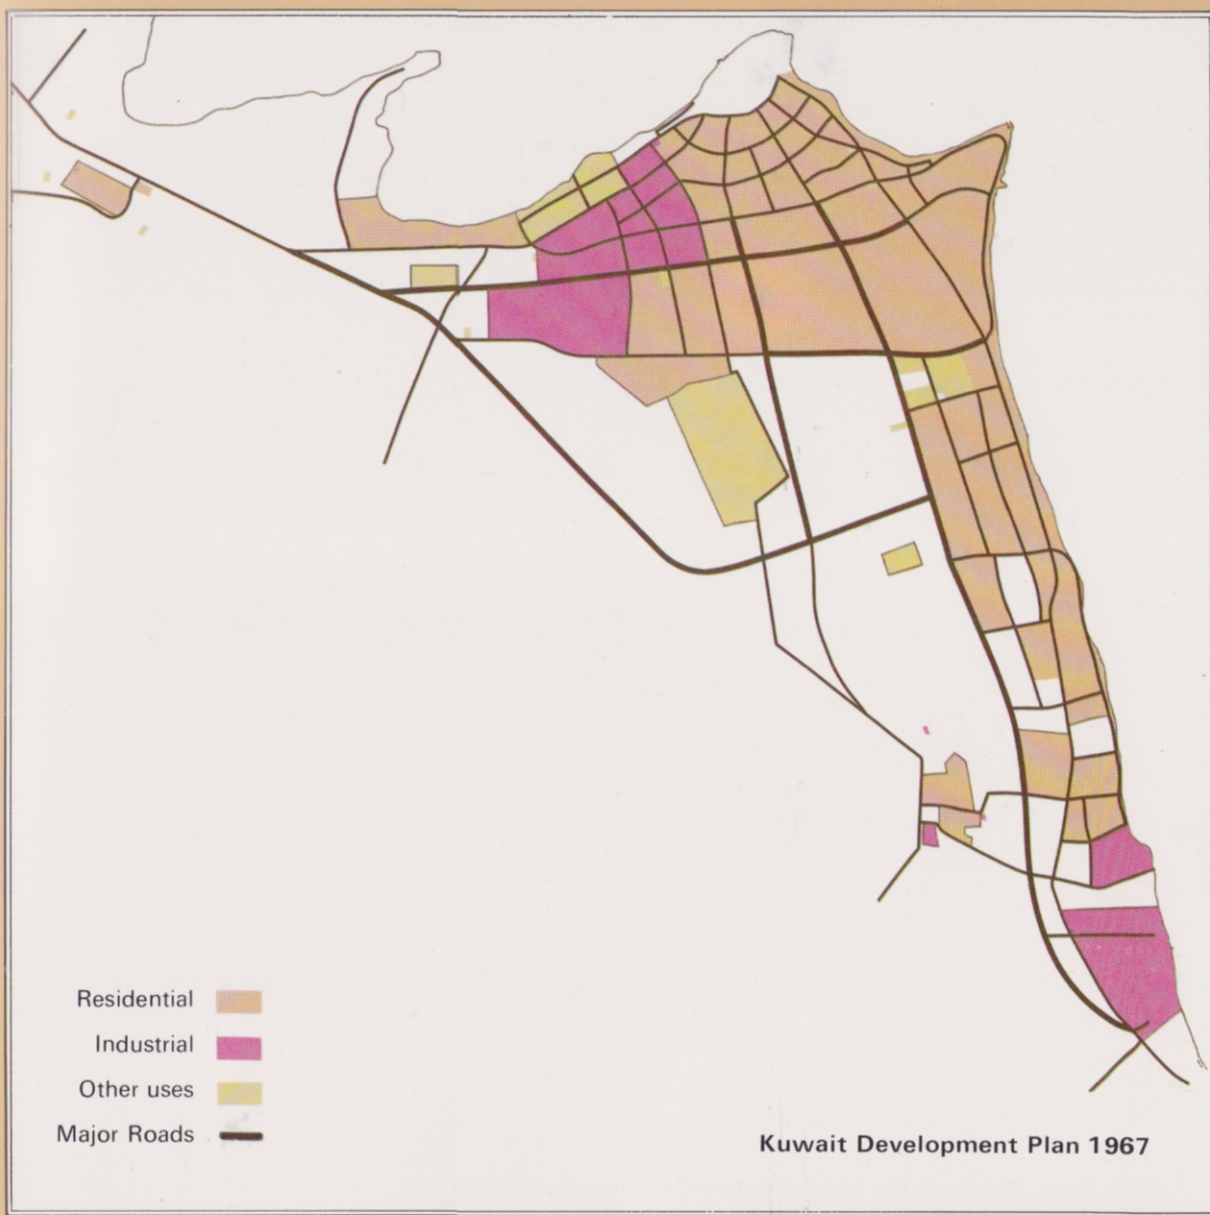 Residential
Industrial
Other uses
Major Roads
Kuwait Development Plan 1967